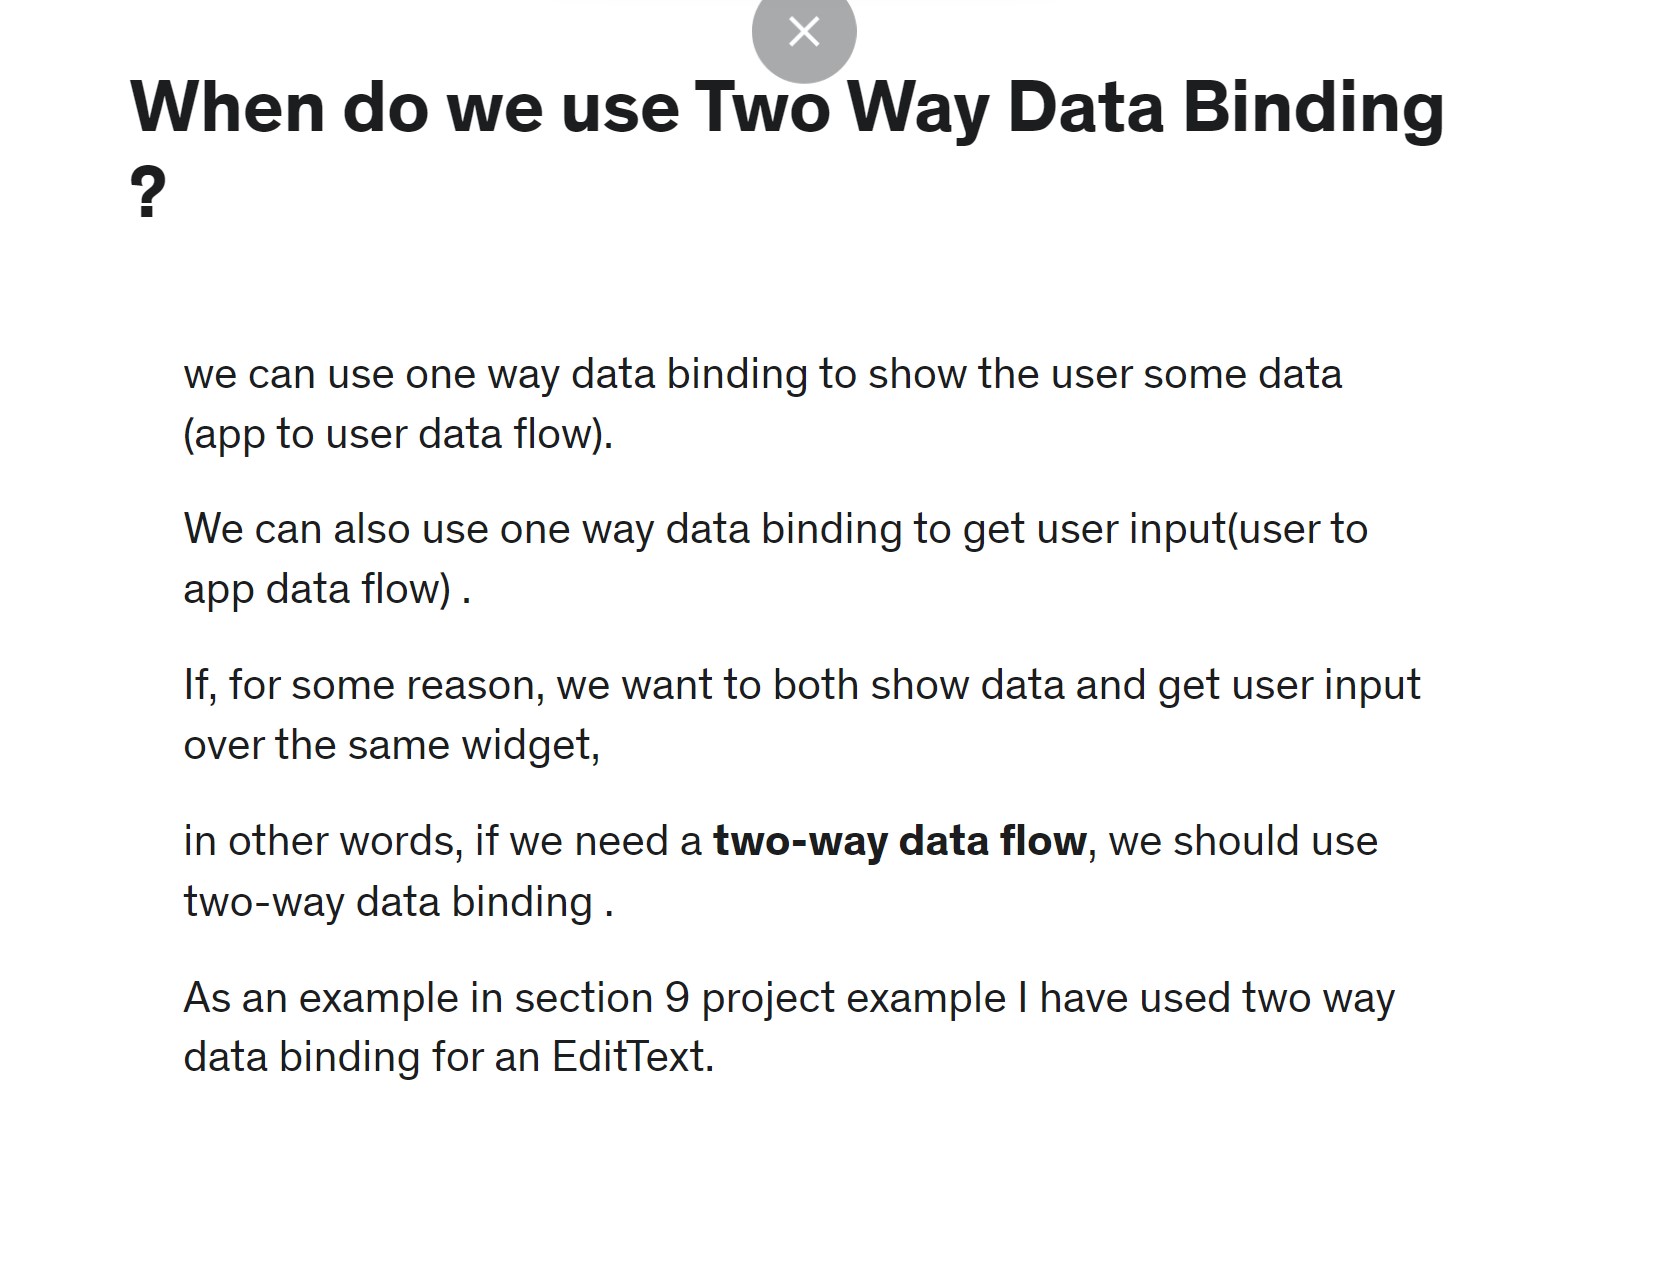 When do we use Two Way Data Binding
?
we can use one way data binding to show the user some data
(app to user data flow).
We can also use one way data binding to get user input(user to
app data flow) .
If, for some reason, we want to both show data and get user input
over the same widget,
in other words, if we need a two-way data flow, we should use
two-way data binding .
As an example in section 9 project example I have used two way
data binding for an EditText.